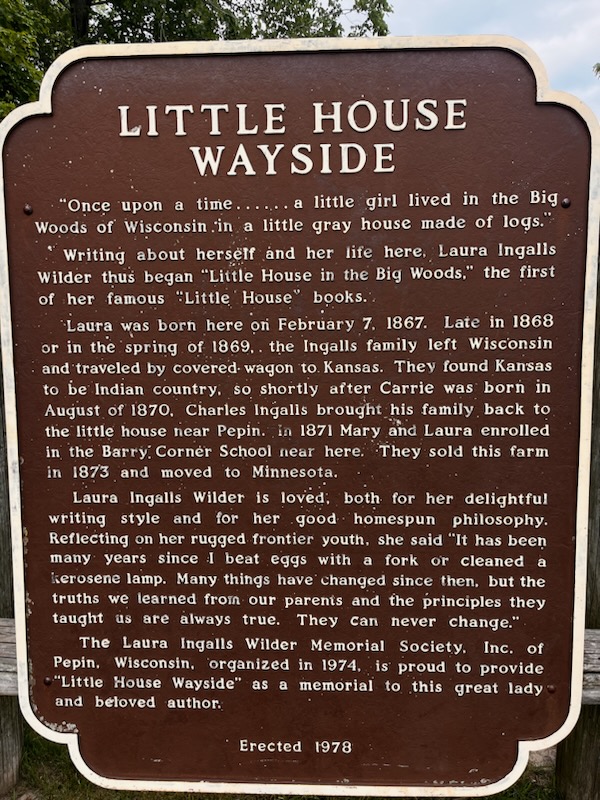 LITTLE HOUSE
WAYSIDE
"Once upon a time......a little girl lived in the Big
Woods of Wisconsin in a little gray house made of logs."
Writing about herself and her life here, Laura Ingalls
Wilder thus began "Little House in the Big Woods," the first
of her famous "Little House" books.
Laura was born here on February 7, 1867. Late in 1868
or in the spring of 1869, the Ingalls family left Wisconsin
and traveled by covered wagon to Kansas. They found Kansas
to be Indian country, so shortly after Carrie was born in
August of 1870, Charles Ingalls brought his family back to
the little house near Pepin. In 1871 Mary and Laura enrolled
in the Barry Corner School near here. They sold this farm
in 1873 and moved to Minnesota.
Laura Ingalls Wilder is loved, both for her delightful
writing style and for her good homespun philosophy.
Reflecting on her rugged frontier youth, she said "It has been
many years since I beat eggs with a fork or cleaned a
kerosene lamp. Many things have changed since then, but the
truths we learned from our parents and the principles they
taught us are always true. They can never change."
The Laura Ingalls Wilder Memorial Society, Inc. of
Pepin, Wisconsin, organized in 1974, is proud to provide
"Little House Wayside" as a memorial to this great lady
and beloved author.
Erected 1978